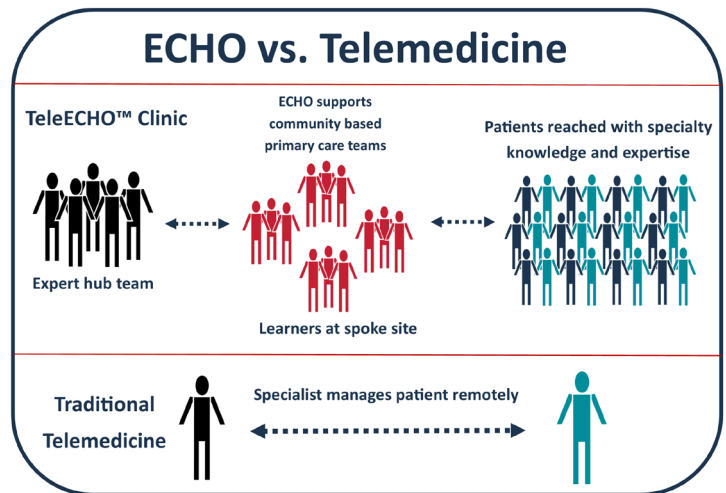 ECHO vs. Telemedicine
TeleECHO™ Clinic
ECHO supports
community based
primary care teams
Patients reached with specialty
knowledge and expertise
Expert hub team
Learners at spoke site
Traditional
Telemedicine
Specialist manages patient remotely